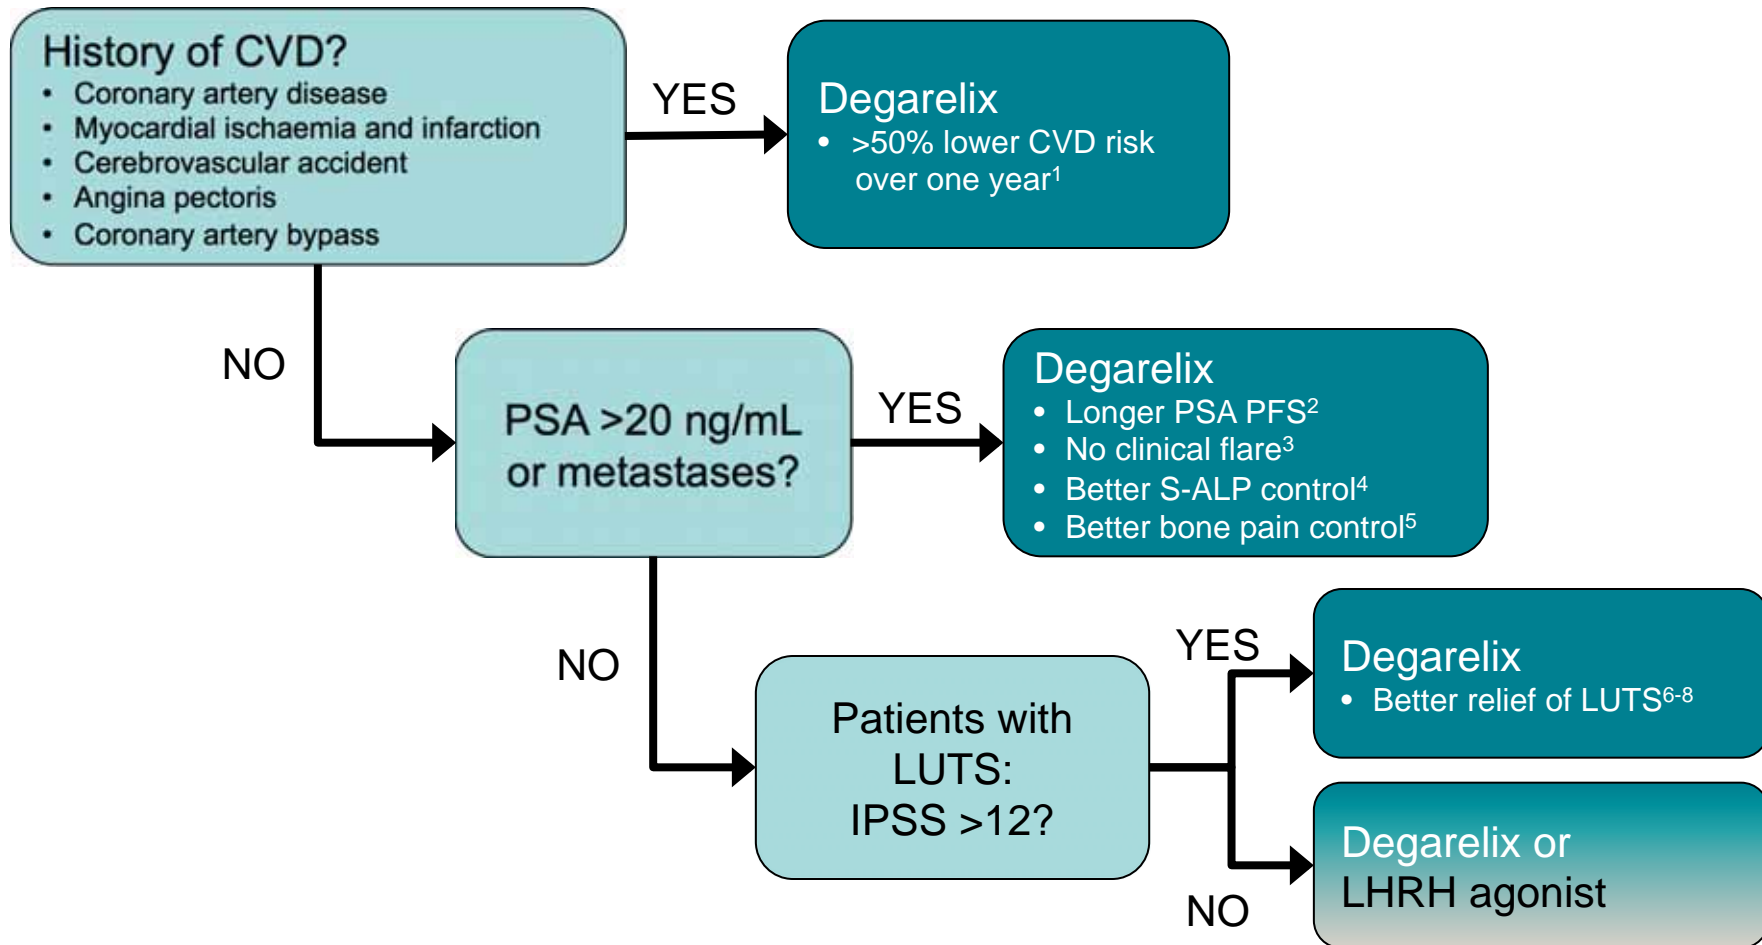 History of CVD?
• Coronary artery disease
• Myocardial ischaemia and infarction
• Cerebrovascular accident
• Angina pectoris
• Coronary artery bypass
YES
Degarelix
• >50% lower CVD risk
over one year¹
NO
PSA >20 ng/mL
or metastases?
YES
Degarelix
• Longer PSA PFS²
• No clinical flare³
• Better S-ALP control⁴
• Better bone pain control⁵
NO
Patients with
LUTS:
IPSS >12?
YES
Degarelix
• Better relief of LUTS⁶⁻⁸
NO
Degarelix or
LHRH agonist